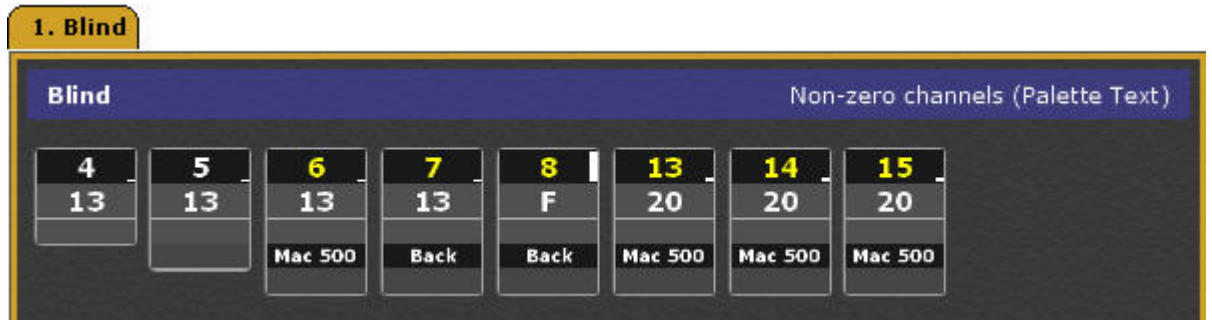 1. Blind
Blind Non-zero channels (Palette Text)
4 5 6 7 8 13 14 15
13 13 13 13 F 20 20 20
Mac 500 Back Back Mac 500 Mac 500 Mac 500